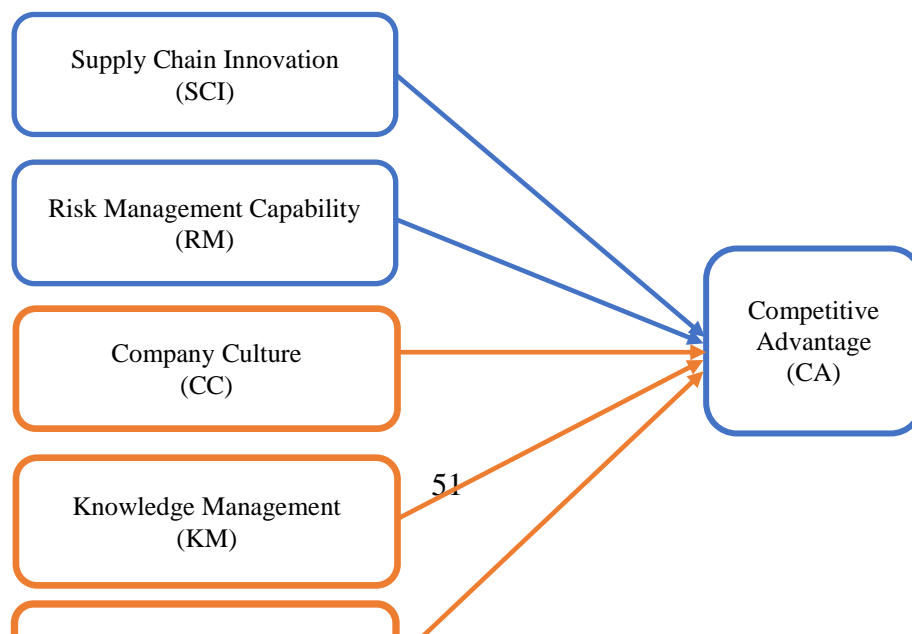 Supply Chain Innovation
(SCI)
Risk Management Capability
(RM)
Company Culture
(CC)
Knowledge Management
(KM)
Competitive
Advantage
(CA)
51